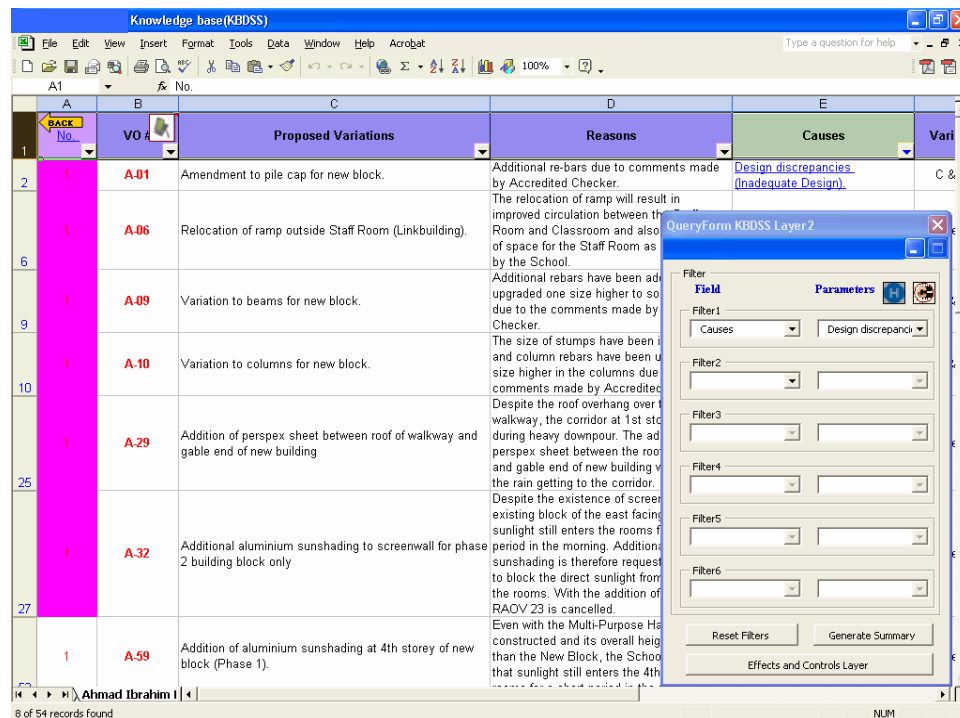 Knowledge base(KBDSS)
File Edit View Insert Format Tools Data Window Help Acrobat
Type a question for help
100%
A1
fx No.
A B C D E
1
BACK
No.
VO #
Proposed Variations
Reasons
Causes
Vari
2
1
A-01
Amendment to pile cap for new block.
Additional re-bars due to comments made
by Accredited Checker.
Design discrepancies
(Inadequate Design).
C &
6
1
A-06
Relocation of ramp outside Staff Room (Linkbuilding).
The relocation of ramp will result in
improved circulation between the
Room and Classroom and also
of space for the Staff Room as
by the School.
9
1
A-09
Variation to beams for new block.
Additional rebars have been
upgraded one size higher to
due to the comments made by
Checker.
10
1
A-10
Variation to columns for new block.
The size of stumps have been
and column rebars have been
size higher in the columns due
comments made by Accredited
25
1
A-29
Addition of perspex sheet between roof of walkway and
gable end of new building
Despite the roof overhang over
walkway, the corridor at 1st
during heavy downpour. The
perspex sheet between the
and gable end of new building
the rain getting to the corridor.
27
1
A-32
Additional aluminium sunshading to screenwall for phase
2 building block only
Despite the existence of
existing block of the east facing
sunlight still enters the rooms
period in the morning.
sunshading is therefore
to block the direct sunlight from
the rooms. With the addition of
RAOV 23 is cancelled.
1
A-59
Addition of aluminium sunshading at 4th storey of new
block (Phase 1).
Even with the Multi-Purpose
constructed and its overall
than the New Block, the
that sunlight still enters the 4th
QueryForm KBDSS Layer2
Filter
Field Parameters
H
Filter1
Causes Design discrepanci
Filter2
Filter3
Filter4
Filter5
Filter6
Reset Filters Generate Summary
Effects and Controls Layer
Ahmad Ibrahim
8 of 54 records found
NUM